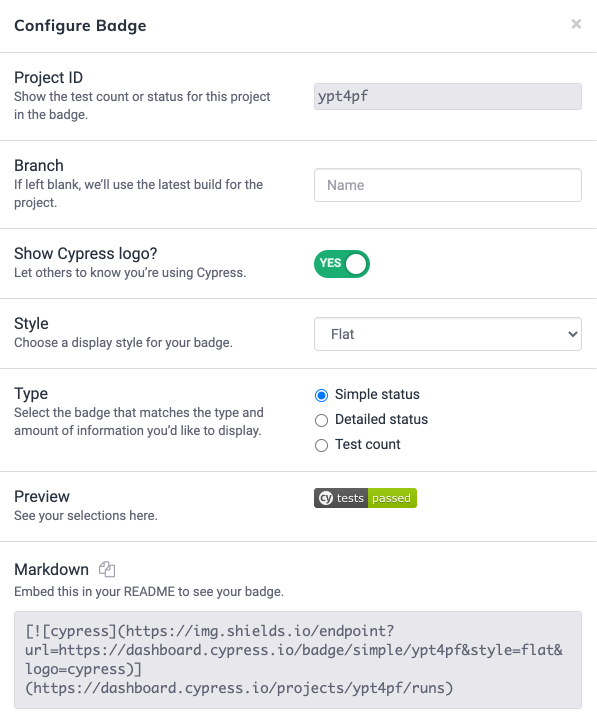 Configure Badge
×
Project ID
Show the test count or status for this project
in the badge.
ypt4pf
Branch
If left blank, we’ll use the latest build for the
project.
Name
Show Cypress logo?
Let others to know you’re using Cypress.
YES
Style
Choose a display style for your badge.
Flat
Type
Select the badge that matches the type and
amount of information you’d like to display.
Simple status
Detailed status
Test count
Preview
See your selections here.
cy tests passed
Markdown
Embed this in your README to see your badge.
[![cypress](https://img.shields.io/endpoint?
url=https://dashboard.cypress.io/badge/simple/ypt4pf&style=flat&
logo=cypress)]
(https://dashboard.cypress.io/projects/ypt4pf/runs)